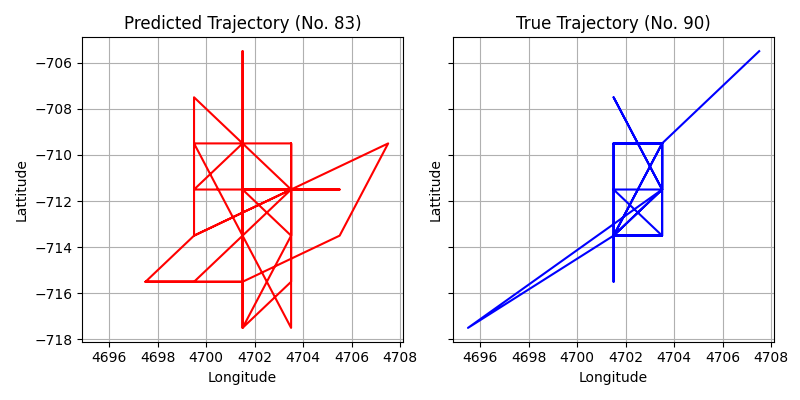 Predicted Trajectory (No. 83)
True Trajectory (No. 90)
Lattitude
−706
−708
−710
−712
−714
−716
−718
4696 4698 4700 4702 4704 4706 4708
Longitude
Lattitude
4696 4698 4700 4702 4704 4706 4708
Longitude